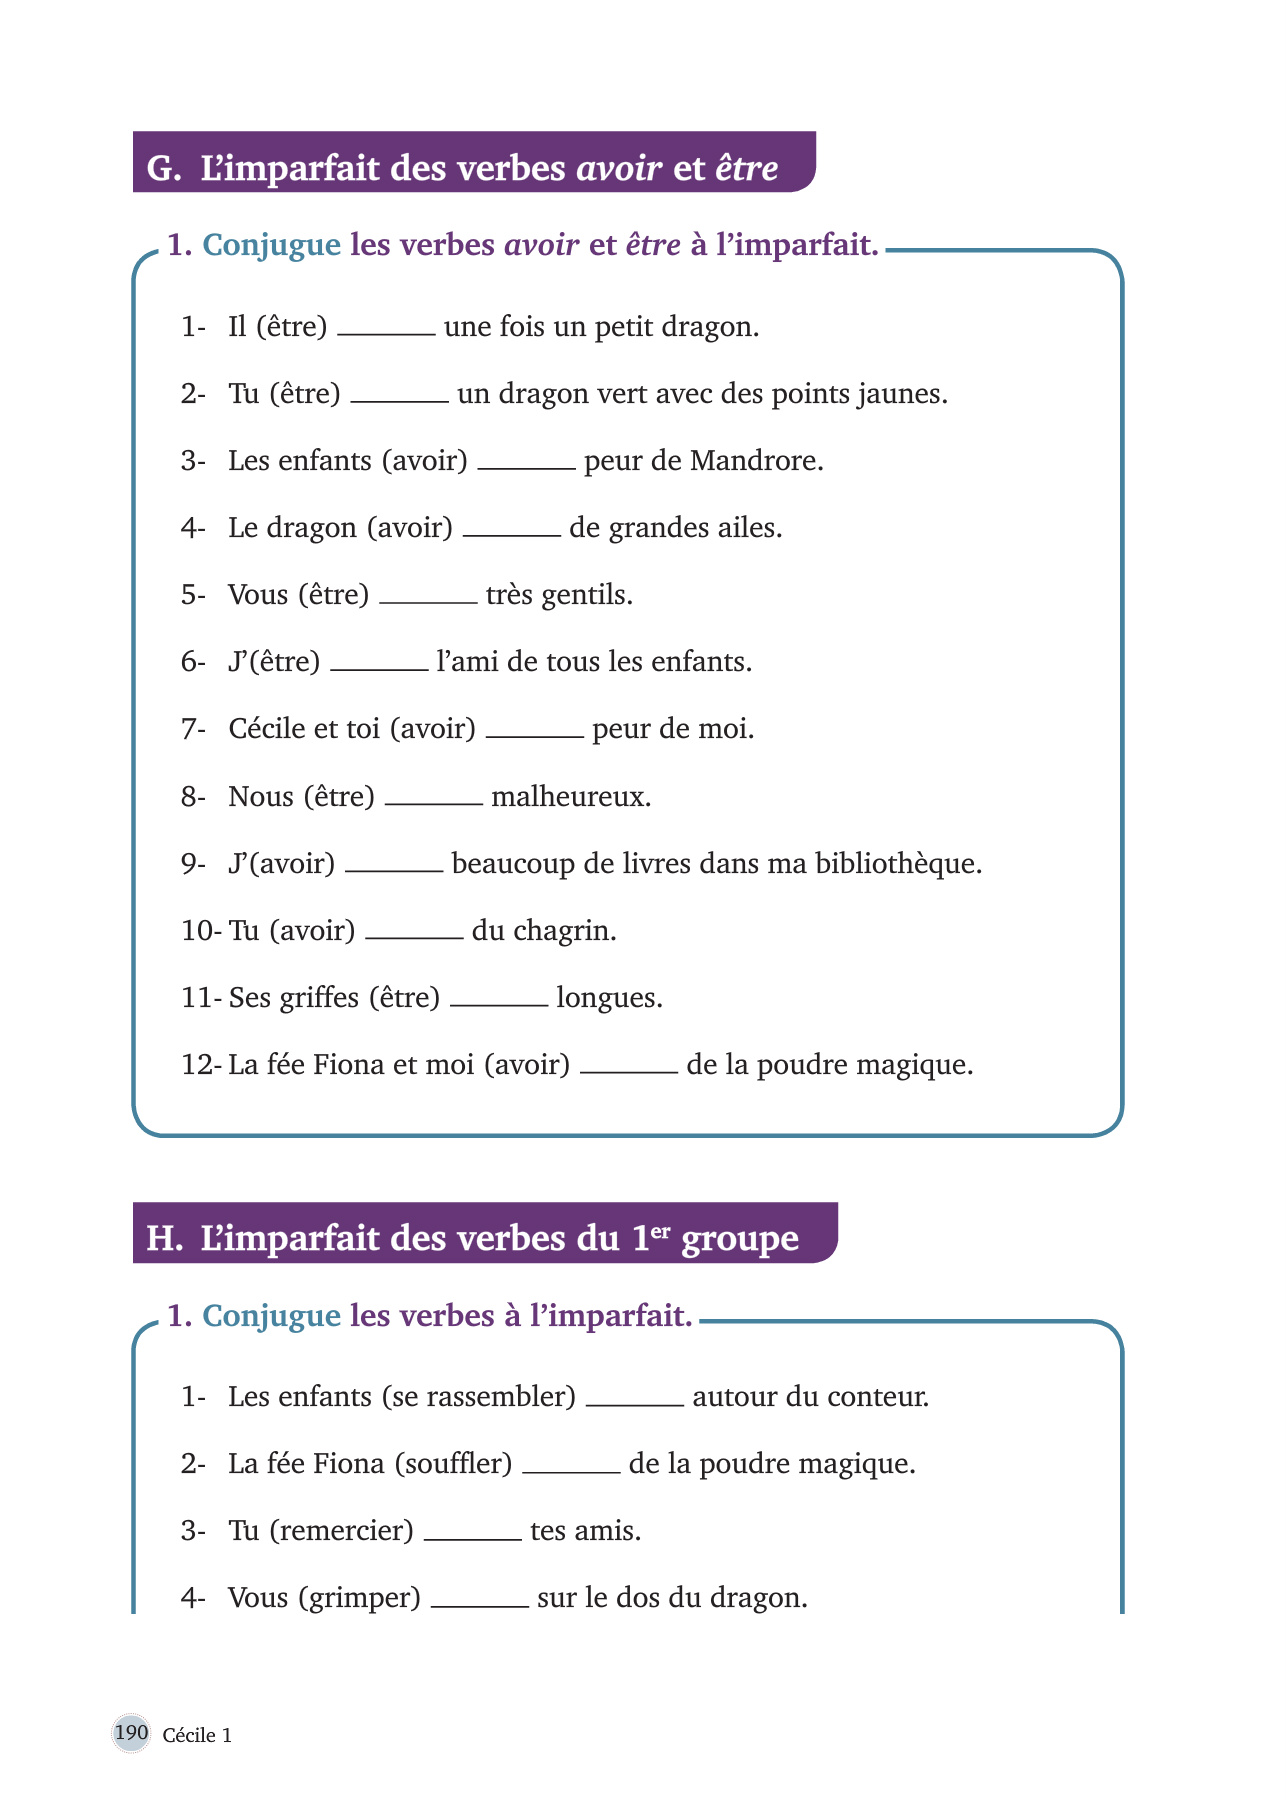 G. L’imparfait des verbes avoir et être
1. Conjugue les verbes avoir et être à l’imparfait.
1- Il (être) _______ une fois un petit dragon.
2- Tu (être) _______ un dragon vert avec des points jaunes.
3- Les enfants (avoir) _______ peur de Mandrore.
4- Le dragon (avoir) _______ de grandes ailes.
5- Vous (être) _______ très gentils.
6- J’(être) _______ l’ami de tous les enfants.
7- Cécile et toi (avoir) _______ peur de moi.
8- Nous (être) _______ malheureux.
9- J’(avoir) _______ beaucoup de livres dans ma bibliothèque.
10- Tu (avoir) _______ du chagrin.
11- Ses griffes (être) _______ longues.
12- La fée Fiona et moi (avoir) _______ de la poudre magique.
H. L’imparfait des verbes du 1er groupe
1. Conjugue les verbes à l’imparfait.
1- Les enfants (se rassembler) _______ autour du conteur.
2- La fée Fiona (souffler) _______ de la poudre magique.
3- Tu (remercier) _______ tes amis.
4- Vous (grimper) _______ sur le dos du dragon.
190 Cécile 1